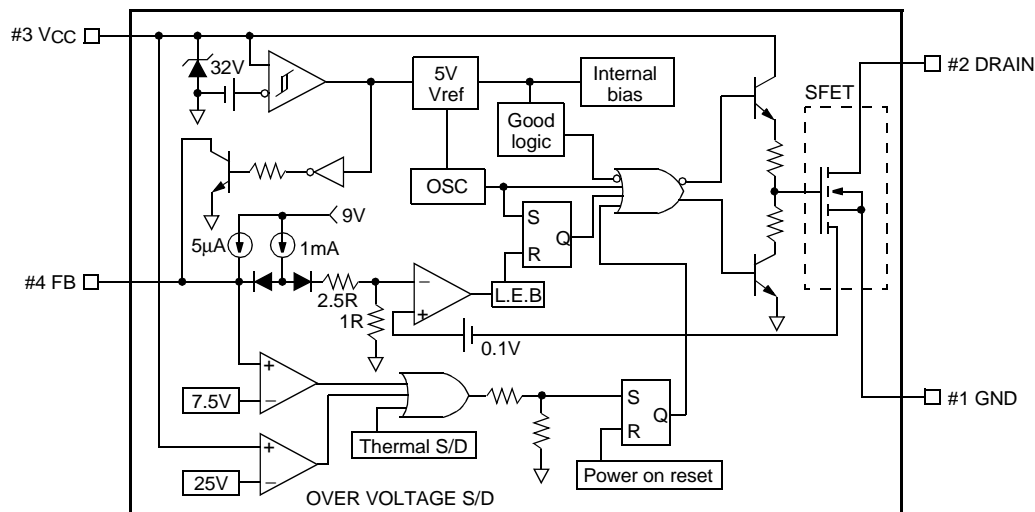 #3 VCC
32V
5V
Vref
Internal
bias
#2 DRAIN
SFET
Good
logic
OSC
9V
5μA
1mA
S
R
Q
#4 FB
2.5R
1R
−
+
L.E.B
0.1V
+
−
7.5V
Thermal S/D
S
R
Q
#1 GND
+
−
25V
Power on reset
OVER VOLTAGE S/D